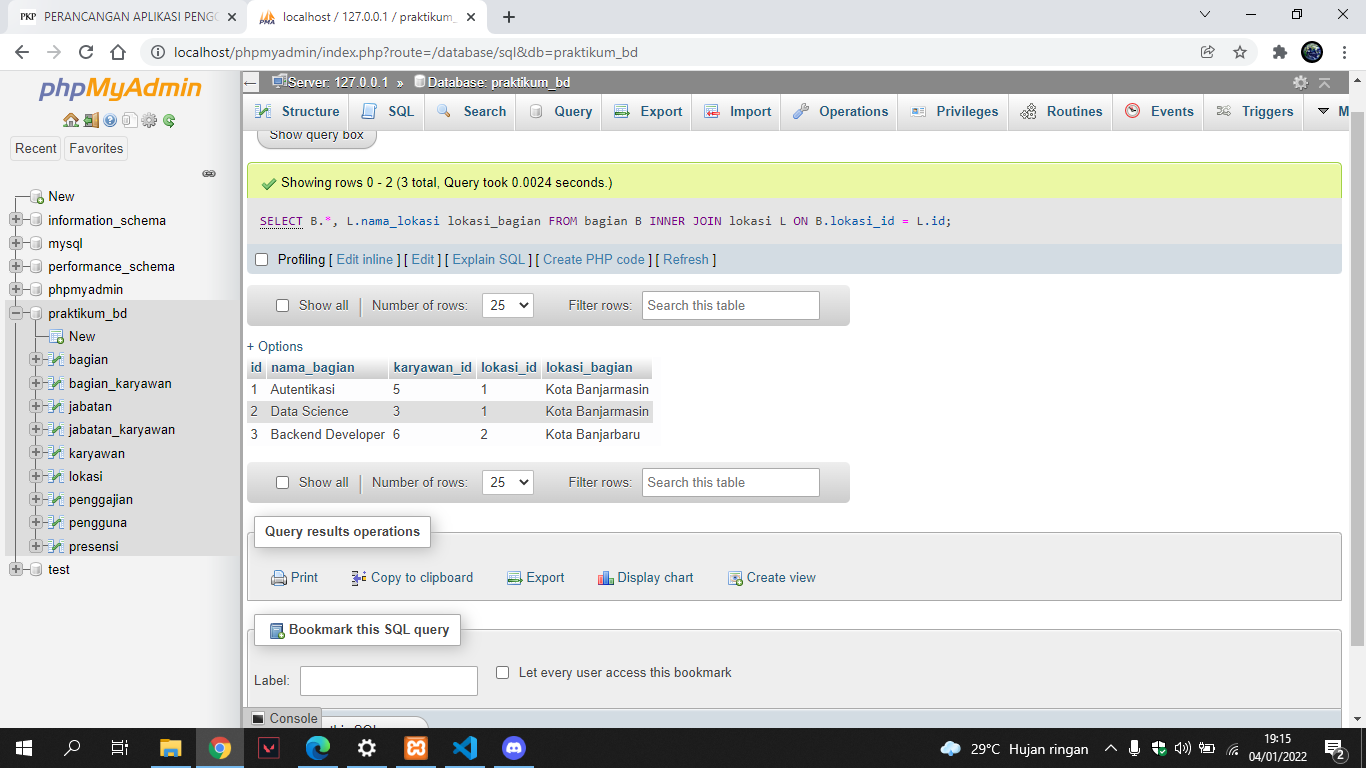 PKP PERANCANGAN APLIKASI PENGG
localhost / 127.0.0.1 / praktikum_
localhost/phpmyadmin/index.php?route=/database/sql&db=praktikum_bd
phpMyAdmin
Recent Favorites
New
information_schema
mysql
performance_schema
phpmyadmin
praktikum_bd
New
bagian
bagian_karyawan
jabatan
jabatan_karyawan
karyawan
lokasi
penggajian
pengguna
presensi
test
Server: 127.0.0.1 » Database: praktikum_bd
Structure SQL Search Query Export Import Operations Privileges Routines Events Triggers M
Show query box
Showing rows 0 - 2 (3 total, Query took 0.0024 seconds.)
SELECT B.*, L.nama_lokasi lokasi_bagian FROM bagian B INNER JOIN lokasi L ON B.lokasi_id = L.id;
Profiling [ Edit inline ] [ Edit ] [ Explain SQL ] [ Create PHP code ] [ Refresh ]
Show all Number of rows: 25 Filter rows: Search this table
+ Options
id nama_bagian karyawan_id lokasi_id lokasi_bagian
1 Autentikasi 5 1 Kota Banjarmasin
2 Data Science 3 1 Kota Banjarmasin
3 Backend Developer 6 2 Kota Banjarbaru
Show all Number of rows: 25 Filter rows: Search this table
Query results operations
Print Copy to clipboard Export Display chart Create view
Bookmark this SQL query
Label: Let every user access this bookmark
Console this SQL
29°C Hujan ringan
19:15
04/01/2022
2